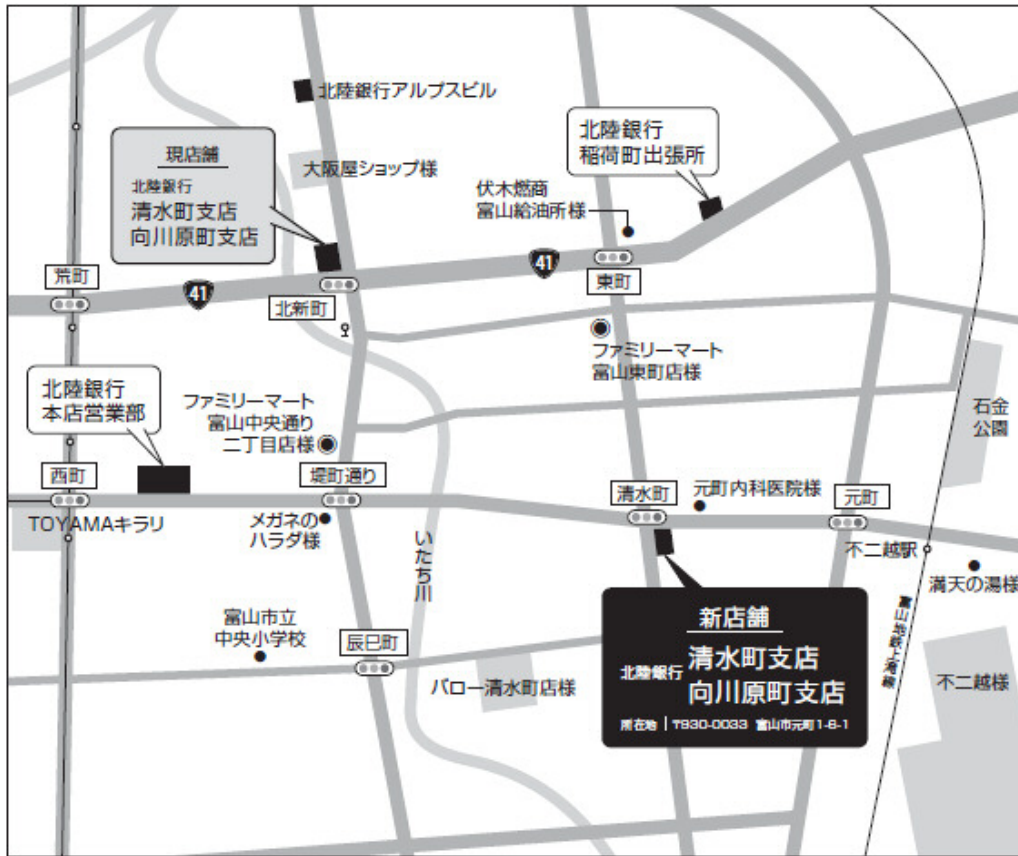 北陸銀行アルプスビル
現店舗
北陸銀行
清水町支店
向川原町支店
大阪屋ショップ様
北陸銀行
稲荷町出張所
伏木燃商
富山給油所様
荒町
41
北新町
41
東町
ファミリーマート
富山東町店様
北陸銀行
本店営業部
ファミリーマート
富山中央通り
二丁目店様
石金
公園
西町
堤町通り
清水町
元町内科医院様
元町
TOYAMAキラリ
メガネの
ハラダ様
いたち川
不二越駅
満天の湯様
富山地鉄上滝線
富山市立
中央小学校
辰巳町
バロー清水町店様
新店舗
北陸銀行 清水町支店
向川原町支店
所在地 | 〒930-0033 富山市元町1-6-1
不二越様